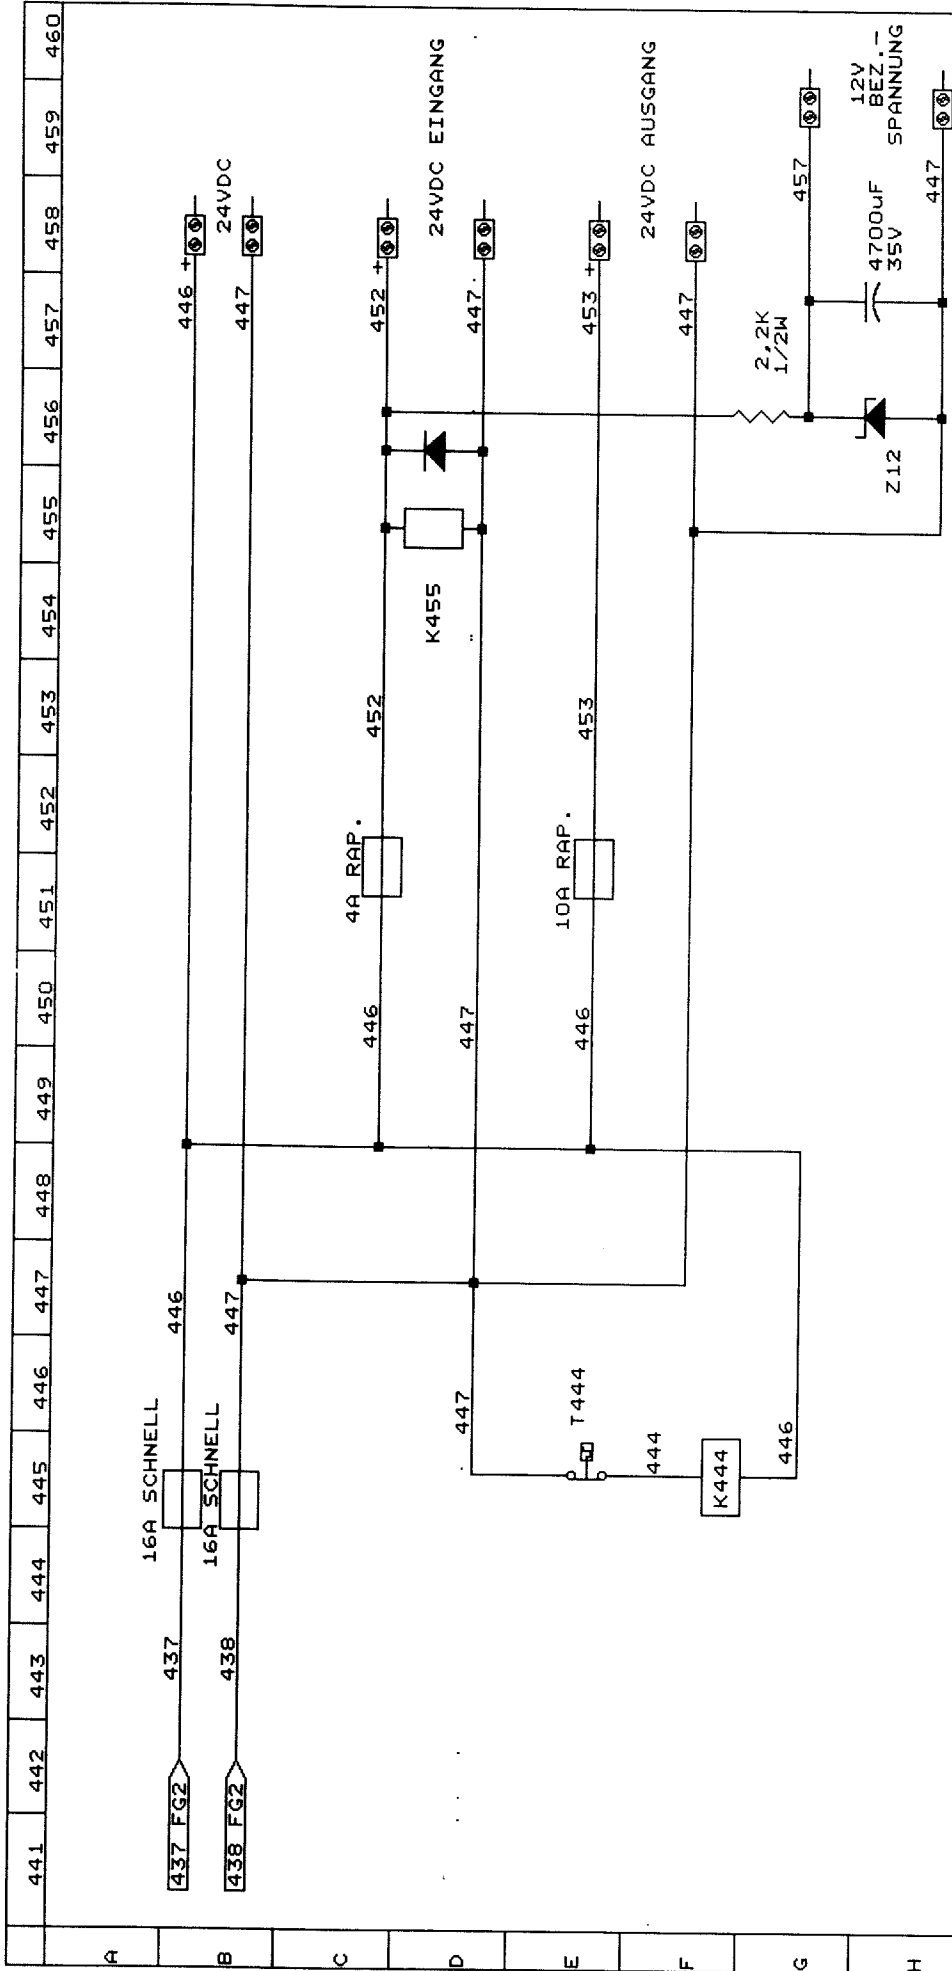 441 442 443 444 445 446 447 448 449 450 451 452 453 454 455 456 457 458 459 460
A
B
C
D
E
F
G
H
437 FG2
437
16A SCHNELL
446
446 +
24VDC
438 FG2
438
16A SCHNELL
447
447
446
4A RAP.
452
452 +
24VDC EINGANG
K455
447
447
447
T444
444
K444
446
446
10A RAP.
453
453 +
24VDC AUSGANG
447
2,2K
1/2W
457
Z12
4700uF
35V
12V
BEZ.-
SPANNUNG
447